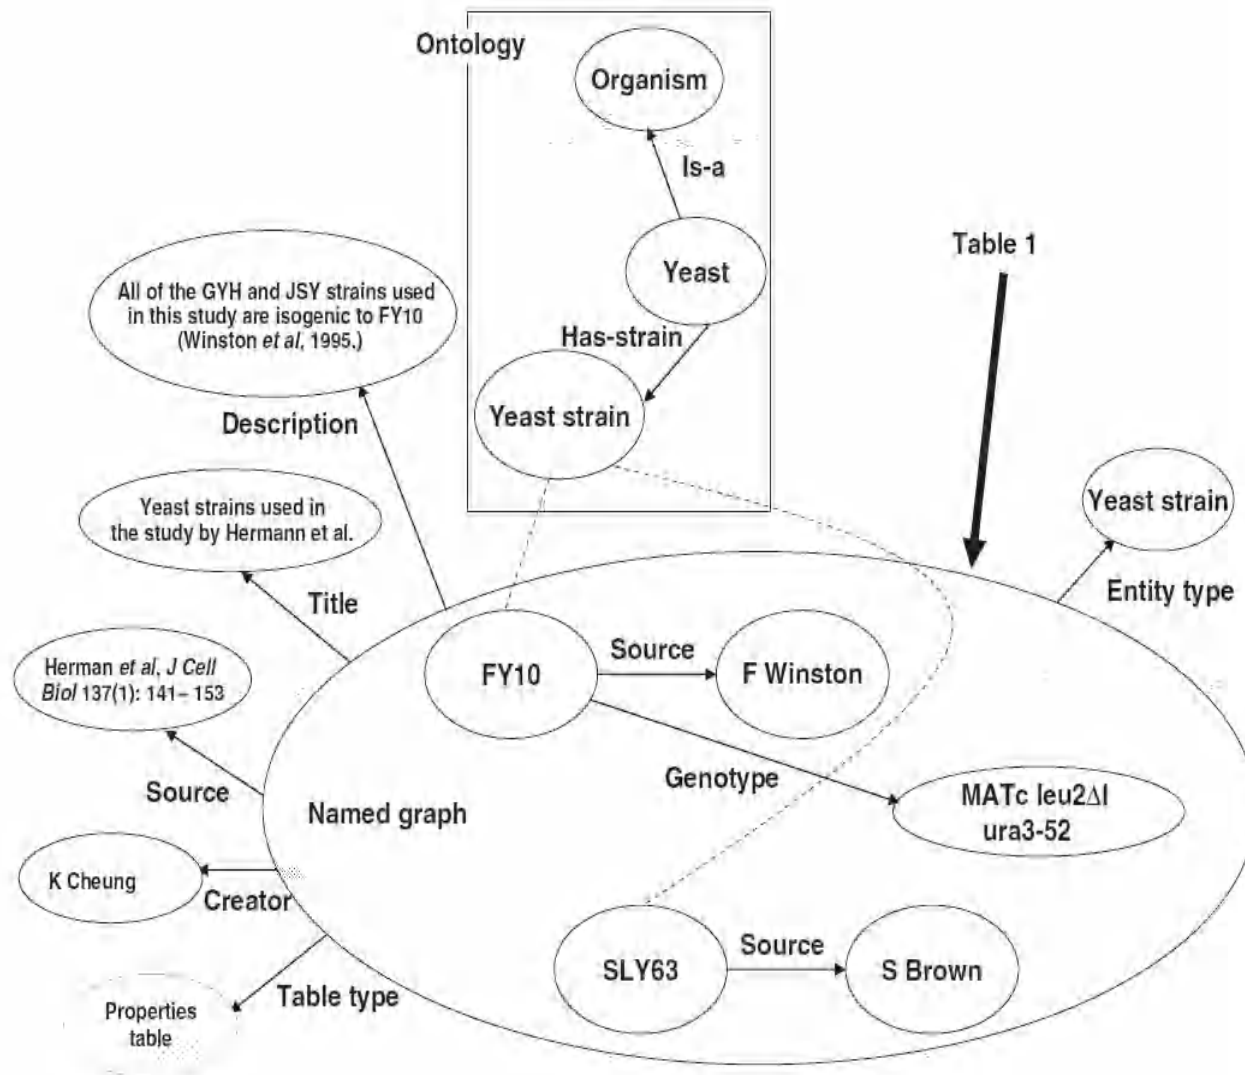 Ontology
Organism
Is-a
Yeast
Has-strain
Yeast strain
Table 1
All of the GYH and JSY strains used
in this study are isogenic to FY10
(Winston et al, 1995.)
Description
Yeast strains used in
the study by Hermann et al.
Title
Yeast strain
Entity type
Herman et al, J Cell
Biol 137(1): 141– 153
Source
FY10
Source
F Winston
Genotype
MATc leu2Δl
ura3-52
Named graph
K Cheung
Creator
SLY63
Source
S Brown
Table type
Properties
table